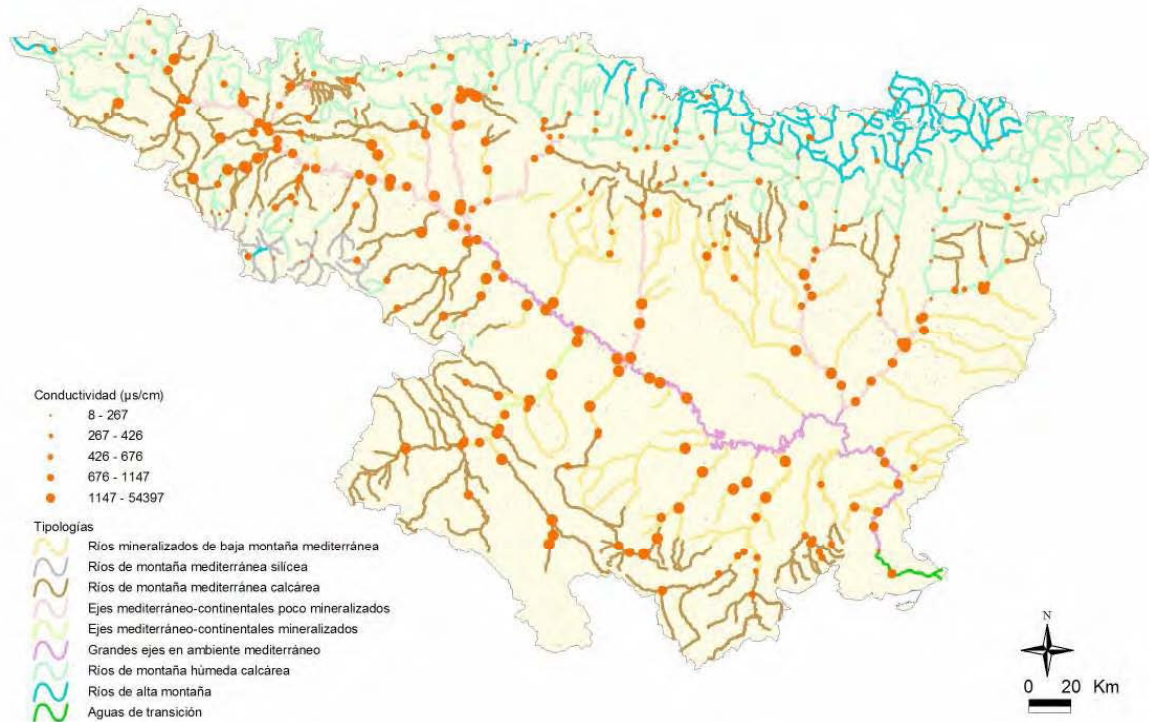 Conductividad (µs/cm)
8 - 267
267 - 426
426 - 676
676 - 1147
1147 - 54397
Tipologías
Ríos mineralizados de baja montaña mediterránea
Ríos de montaña mediterránea silícea
Ríos de montaña mediterránea calcárea
Ejes mediterráneo-continentales poco mineralizados
Ejes mediterráneo-continentales mineralizados
Grandes ejes en ambiente mediterráneo
Ríos de montaña húmeda calcárea
Ríos de alta montaña
Aguas de transición
N
0 20 Km